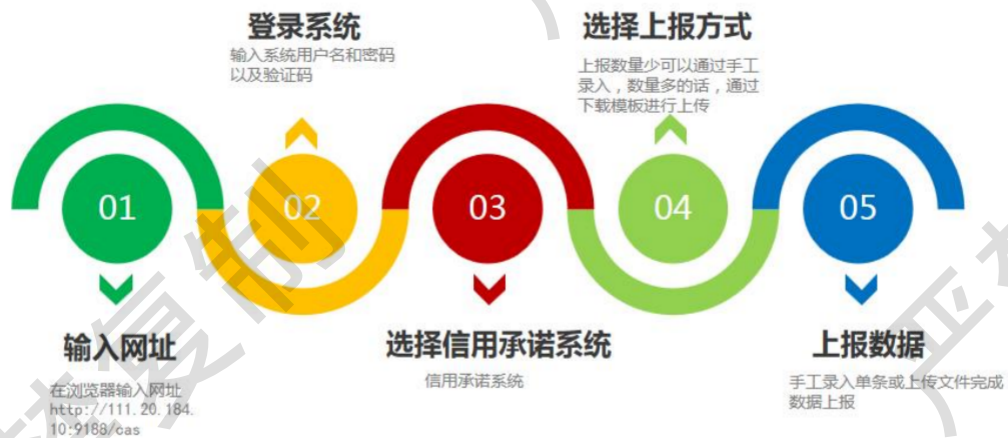 登录系统
输入系统用户名和密码
以及验证码
选择上报方式
上报数量少可以通过手工
录入，数量多的话，通过
下载模板进行上传
01
02
03
04
05
输入网址
在浏览器输入网址
http://111.20.184.
10:9188/cas
选择信用承诺系统
信用承诺系统
上报数据
手工录入单条或上传文件完成
数据上报